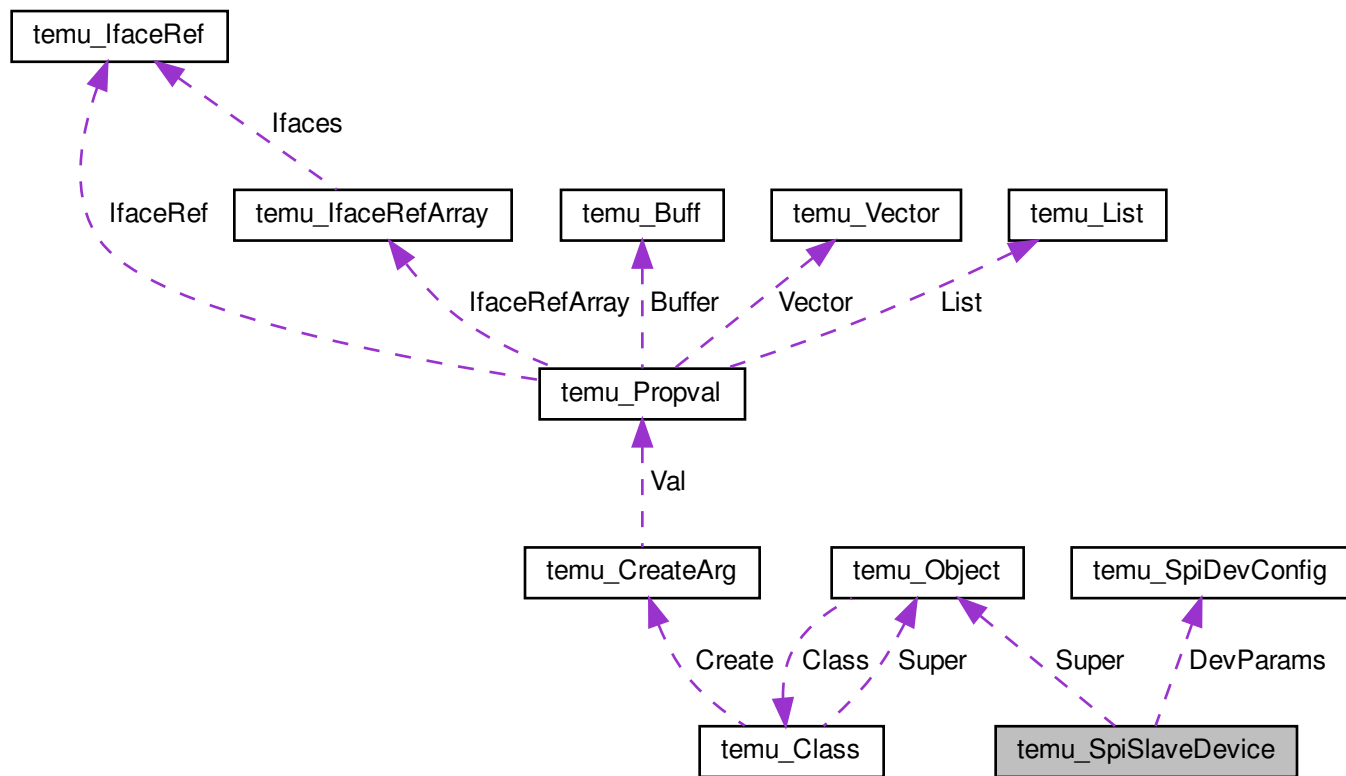 temu_IfaceRef
Ifaces
IfaceRef
temu_IfaceRefArray
temu_Buff
temu_Vector
temu_List
IfaceRefArray
Buffer
Vector
List
temu_Propval
Val
temu_CreateArg
temu_Object
temu_SpiDevConfig
Create
Class
Super
Super
DevParams
temu_Class
temu_SpiSlaveDevice